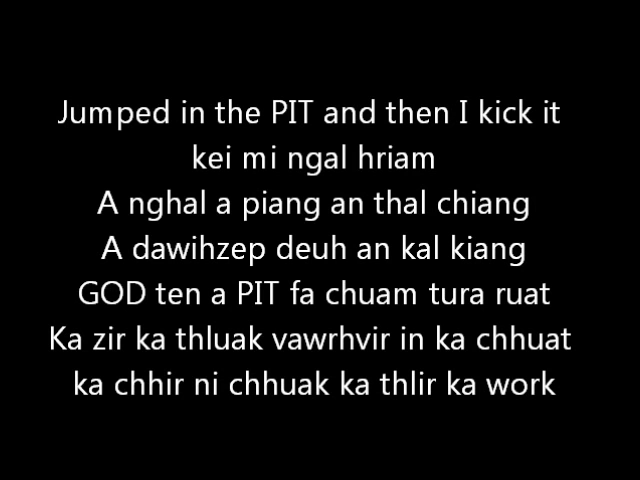 Jumped in the PIT and then I kick it
kei mi ngal hriam
A nghal a piang an thal chiang
A dawihzep deuh an kal kiang
GOD ten a PIT fa chuam tura ruat
Ka zir ka thluak vawrhvir in ka chhuat
ka chhir ni chhuak ka thlir ka work